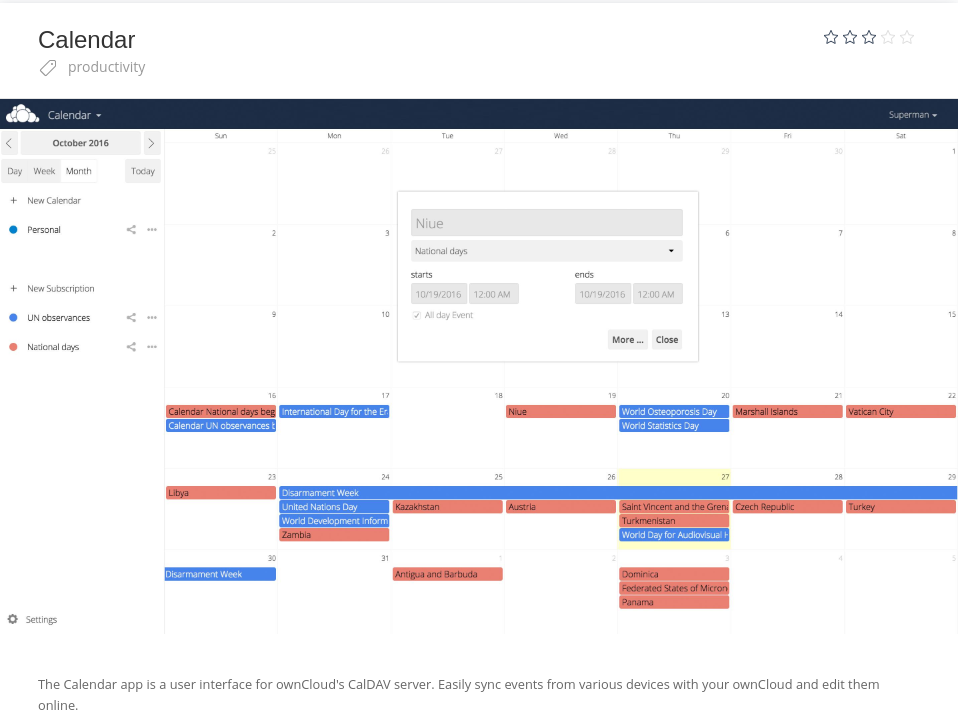 Calendar
productivity
Calendar
Superman
October 2016
Day Week Month Today
+ New Calendar
Personal
+ New Subscription
UN observances
National days
Settings
Sun Mon Tue Wed Thu Fri Sat
25 26 27 28 29 30 1
2 3 6 7 8
Niue
National days
starts ends
10/19/2016 12:00 AM 10/19/2016 12:00 AM
All day Event
More ... Close
9 10 13 14 15
16 17 18 19 20 21 22
Calendar National days beg International Day for the Er Niue World Osteoporosis Day Marshall Islands Vatican City
Calendar UN observances b World Statistics Day
23 24 25 26 27 28 29
Libya Disarmament Week
United Nations Day Kazakhstan Austria Saint Vincent and the Grena Czech Republic Turkey
World Development Inform Turkmenistan
Zambia World Day for Audiovisual H
30 31 1 2 3 4 5
Disarmament Week Antigua and Barbuda Dominica
Federated States of Micron
Panama
The Calendar app is a user interface for ownCloud's CalDAV server. Easily sync events from various devices with your ownCloud and edit them
online.